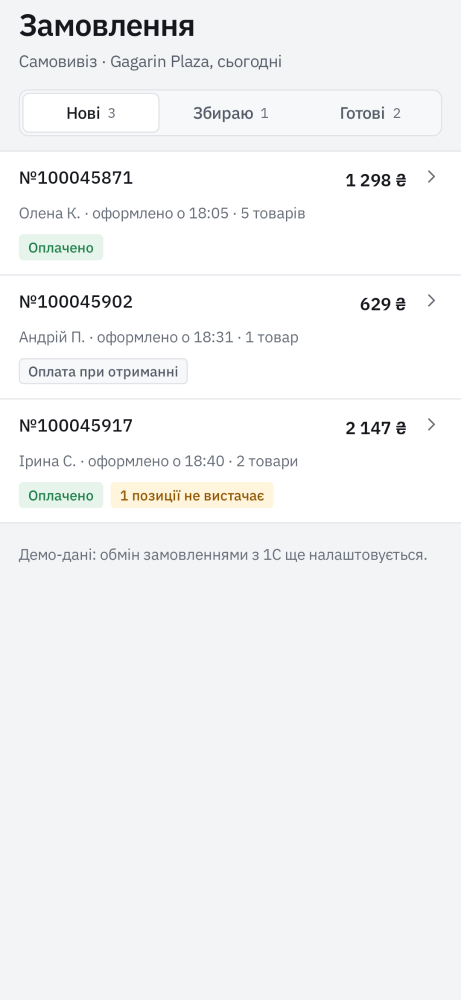 Замовлення
Самовивіз · Gagarin Plaza, сьогодні
Нові 3 Збираю 1 Готові 2
№100045871 1 298 ₴
Олена К. · оформлено о 18:05 · 5 товарів
Оплачено
№100045902 629 ₴
Андрій П. · оформлено о 18:31 · 1 товар
Оплата при отриманні
№100045917 2 147 ₴
Ірина С. · оформлено о 18:40 · 2 товари
Оплачено 1 позиції не вистачає
Демо-дані: обмін замовленнями з 1С ще налаштовується.